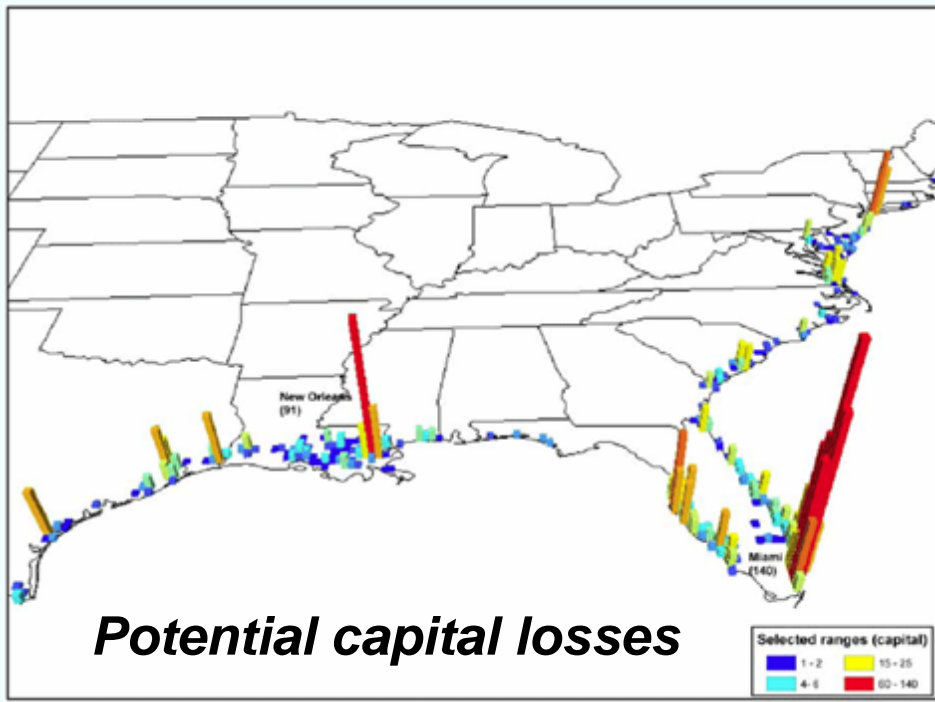 New Orleans
(91)
Miami
(140)
Potential capital losses
Selected ranges (capital)
1 - 2
15 - 25
4- 6
60 - 140